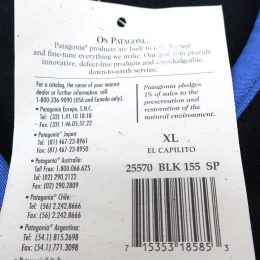 ON PATAGONIA
Patagonia® products are built to last
and fine-tune everything we make. Our goal is to provide
innovative, defect-free products and knowledgeable,
down-to-earth service.
For a catalog, the name of your nearest
dealer or further information, call
1-800-336-9090 (USA and Canada only).
• Patagonia Europe, S.N.C.:
Tel: (33) 1.41.10.18.18
Fax: (33) 1.46.05.57.22
• Patagonia® Japan:
Tel: (81) 467-23-8961
Fax: (81) 467-23-8950
• Patagonia® Australia:
Toll Free: 1.800.066.625
Tel: (02) 290.2122
Fax: (02) 290.2809
• Patagonia® Chile:
Tel: (56) 2.242.8666
Fax: (56) 2.242.8666
• Patagonia® Argentina:
Tel: (54.1) 815.2698
Fax: (54.1) 771.3098
Patagonia pledges
1% of sales to the
preservation and
restoration of the
natural environment.
XL
EL CAPILITO
25570 BLK 155 SP
7 15353 18585 3